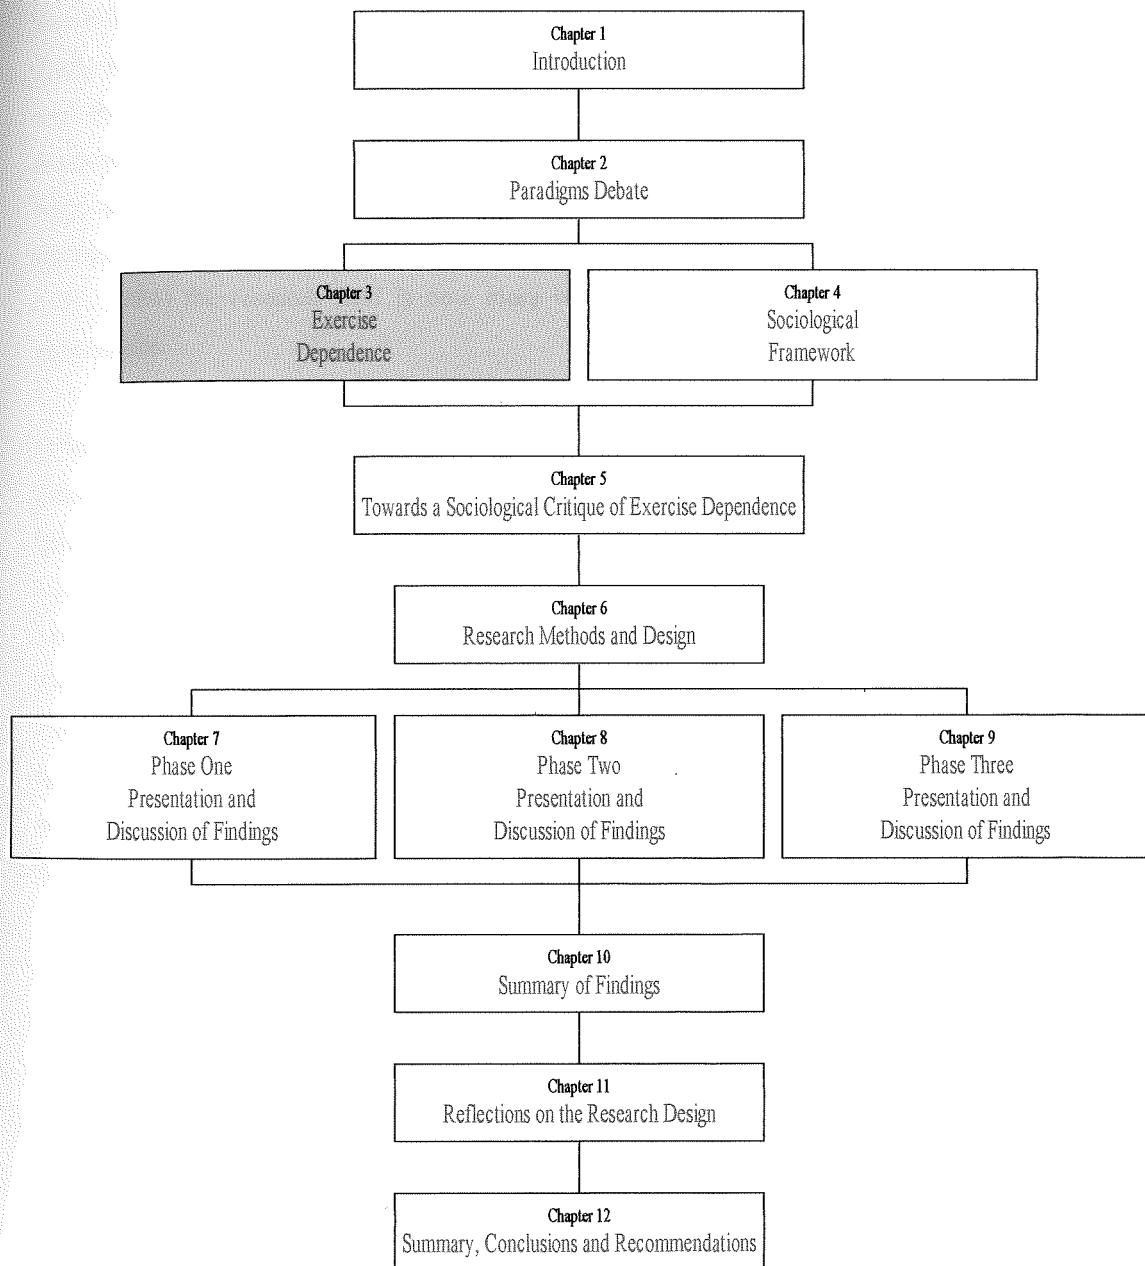 Chapter 1
Introduction
Chapter 2
Paradigms Debate
Chapter 3
Exercise
Dependence
Chapter 4
Sociological
Framework
Chapter 5
Towards a Sociological Critique of Exercise Dependence
Chapter 6
Research Methods and Design
Chapter 7
Phase One
Presentation and
Discussion of Findings
Chapter 8
Phase Two
Presentation and
Discussion of Findings
Chapter 9
Phase Three
Presentation and
Discussion of Findings
Chapter 10
Summary of Findings
Chapter 11
Reflections on the Research Design
Chapter 12
Summary, Conclusions and Recommendations